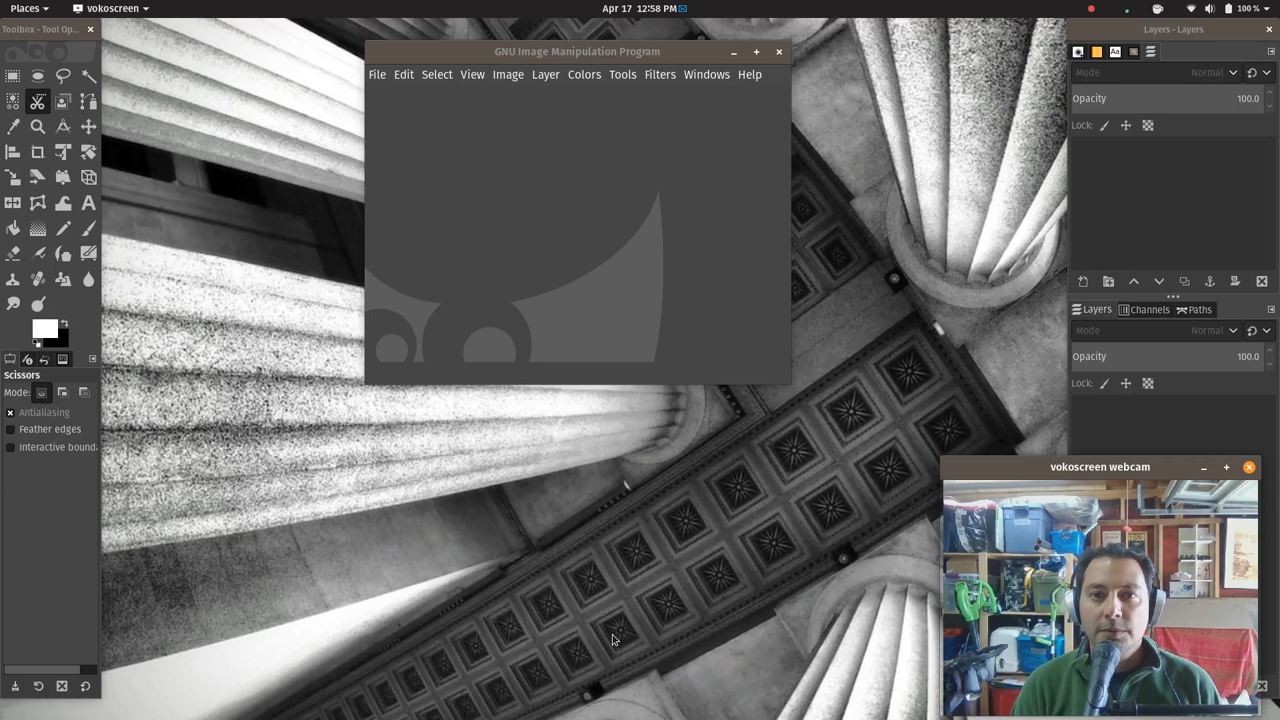 Places vokoscreen Apr 17 12:58 PM 100 %
Toolbox - Tool Op...
GNU Image Manipulation Program
Layers - Layers
File Edit Select View Image Layer Colors Tools Filters Windows Help
Aa
Mode Normal
Opacity 100.0
Lock:
Layers Channels Paths
Mode Normal
Opacity 100.0
Lock:
Scissors
Mode:
Antialiasing
Feather edges
Interactive bound
vokoscreen webcam